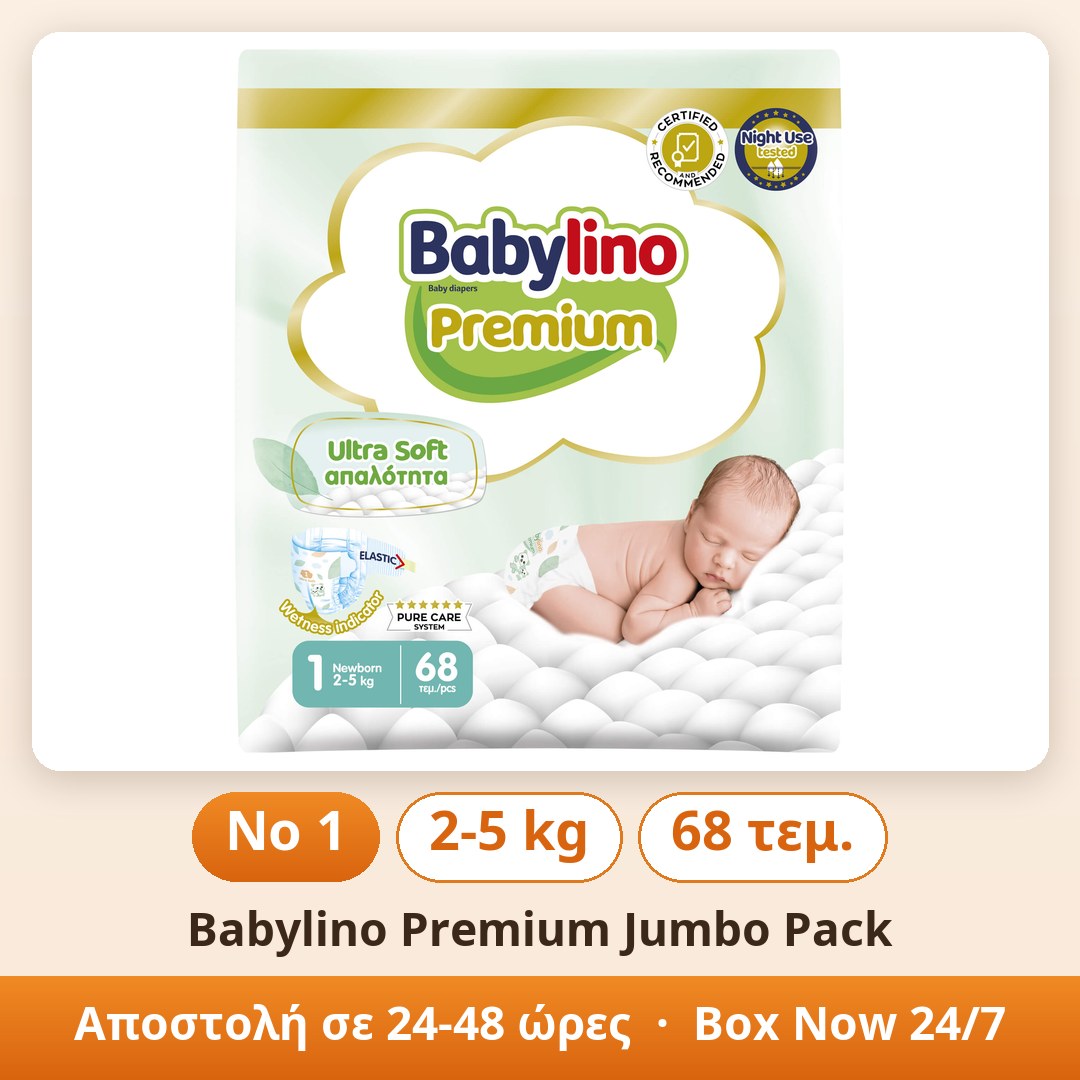 CERTIFIED
AND
RECOMMENDED
Night Use
tested
Babylino
Baby diapers
Premium
Ultra Soft
απαλότητα
ELASTIC
Wetness indicator
PURE CARE
SYSTEM
1 Newborn
2-5 kg
68
τεμ./pcs
No 1
2-5 kg
68 τεμ.
Babylino Premium Jumbo Pack
Αποστολή σε 24-48 ώρες · Box Now 24/7